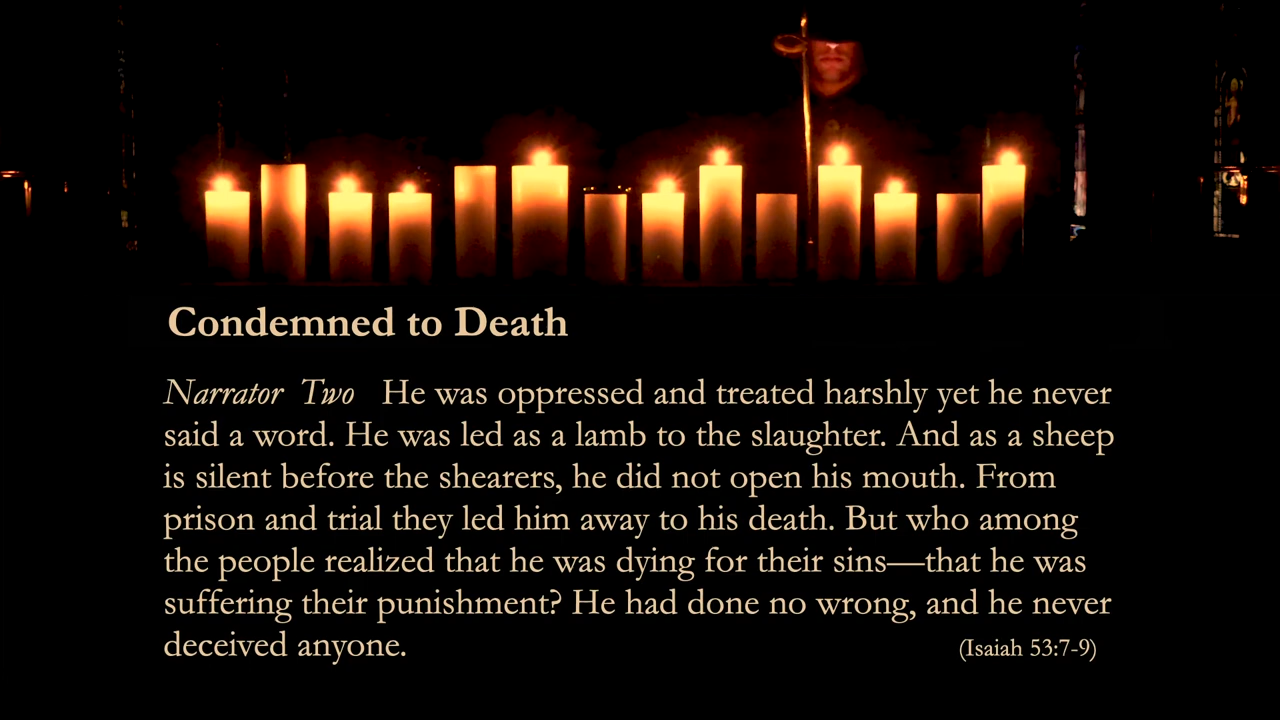 Condemned to Death
Narrator Two He was oppressed and treated harshly yet he never
said a word. He was led as a lamb to the slaughter. And as a sheep
is silent before the shearers, he did not open his mouth. From
prison and trial they led him away to his death. But who among
the people realized that he was dying for their sins—that he was
suffering their punishment? He had done no wrong, and he never
deceived anyone. (Isaiah 53:7-9)